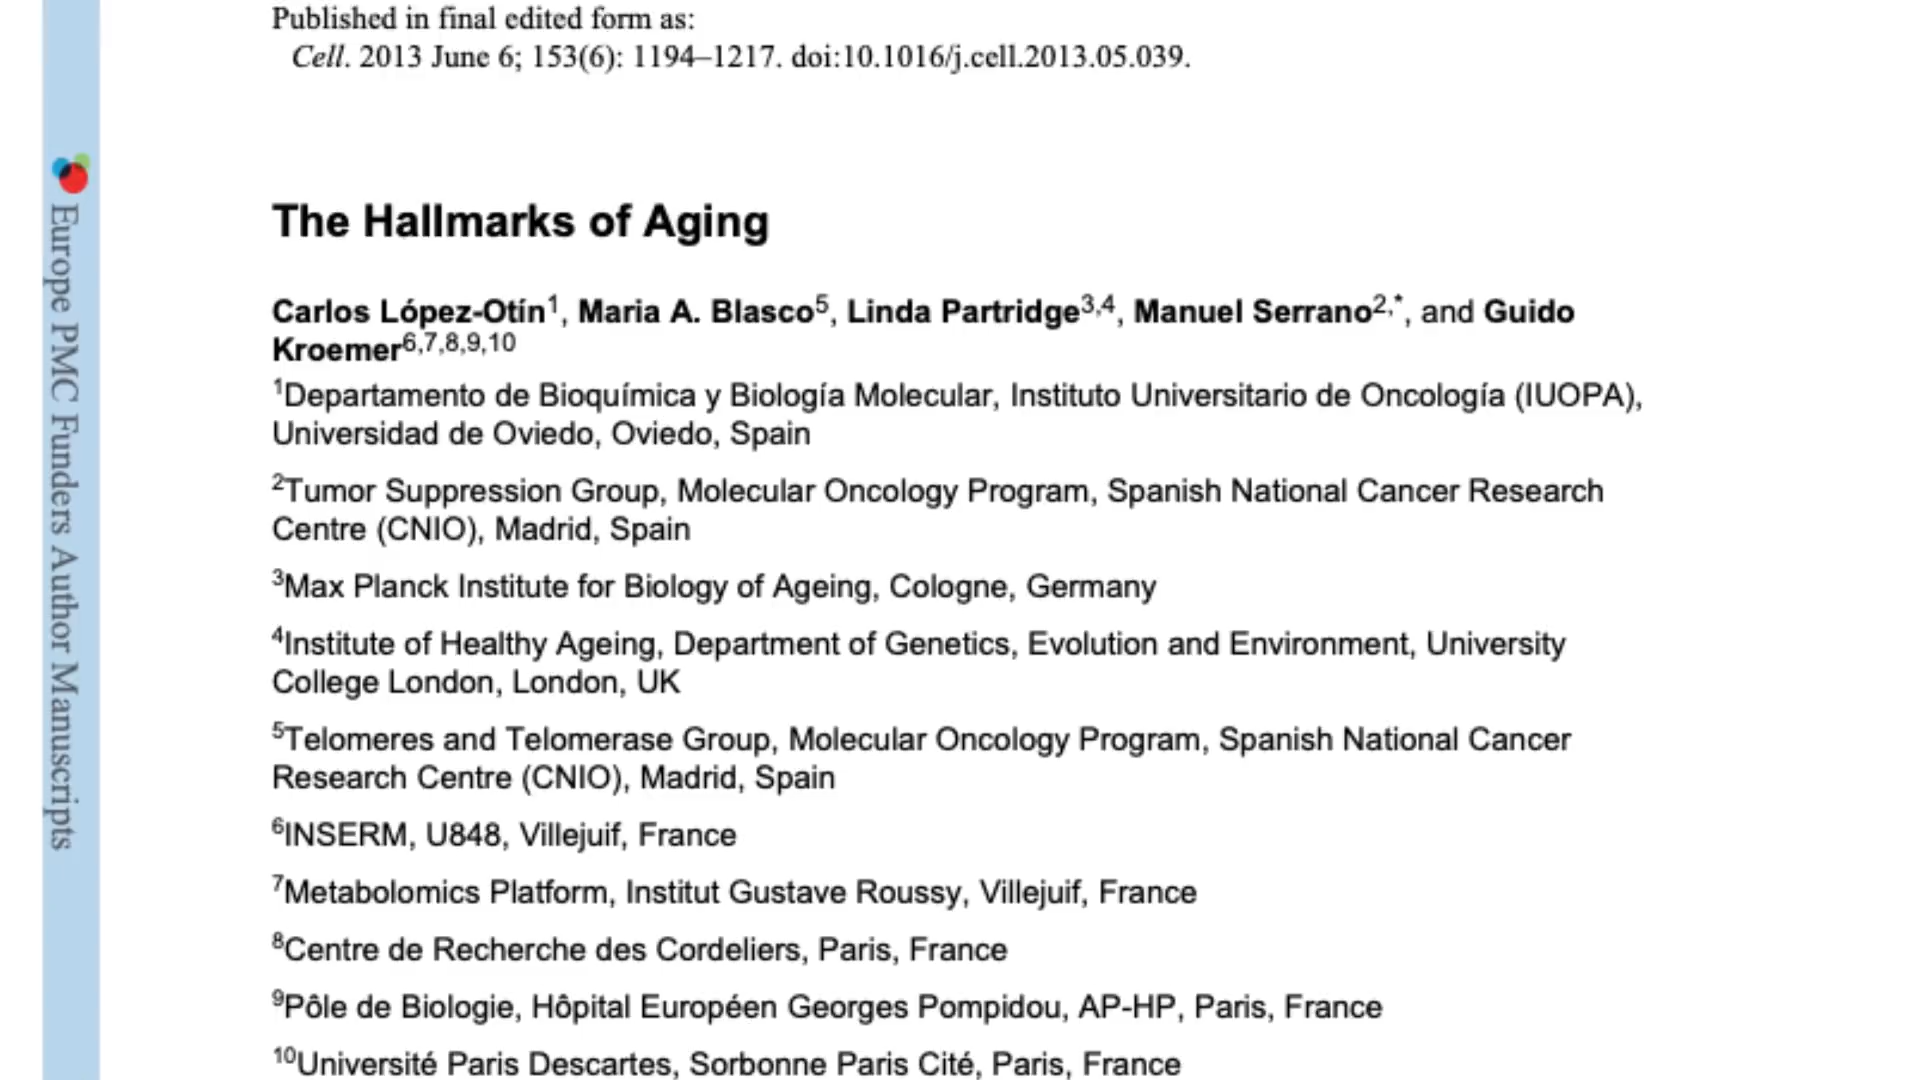 Published in final edited form as:
Cell. 2013 June 6; 153(6): 1194–1217. doi:10.1016/j.cell.2013.05.039.
Europe PMC Funders Author Manuscripts
The Hallmarks of Aging
Carlos López-Otín1, Maria A. Blasco5, Linda Partridge3,4, Manuel Serrano2,*, and Guido
Kroemer6,7,8,9,10
1Departamento de Bioquímica y Biología Molecular, Instituto Universitario de Oncología (IUOPA),
Universidad de Oviedo, Oviedo, Spain
2Tumor Suppression Group, Molecular Oncology Program, Spanish National Cancer Research
Centre (CNIO), Madrid, Spain
3Max Planck Institute for Biology of Ageing, Cologne, Germany
4Institute of Healthy Ageing, Department of Genetics, Evolution and Environment, University
College London, London, UK
5Telomeres and Telomerase Group, Molecular Oncology Program, Spanish National Cancer
Research Centre (CNIO), Madrid, Spain
6INSERM, U848, Villejuif, France
7Metabolomics Platform, Institut Gustave Roussy, Villejuif, France
8Centre de Recherche des Cordeliers, Paris, France
9Pôle de Biologie, Hôpital Européen Georges Pompidou, AP-HP, Paris, France
10Université Paris Descartes, Sorbonne Paris Cité, Paris, France